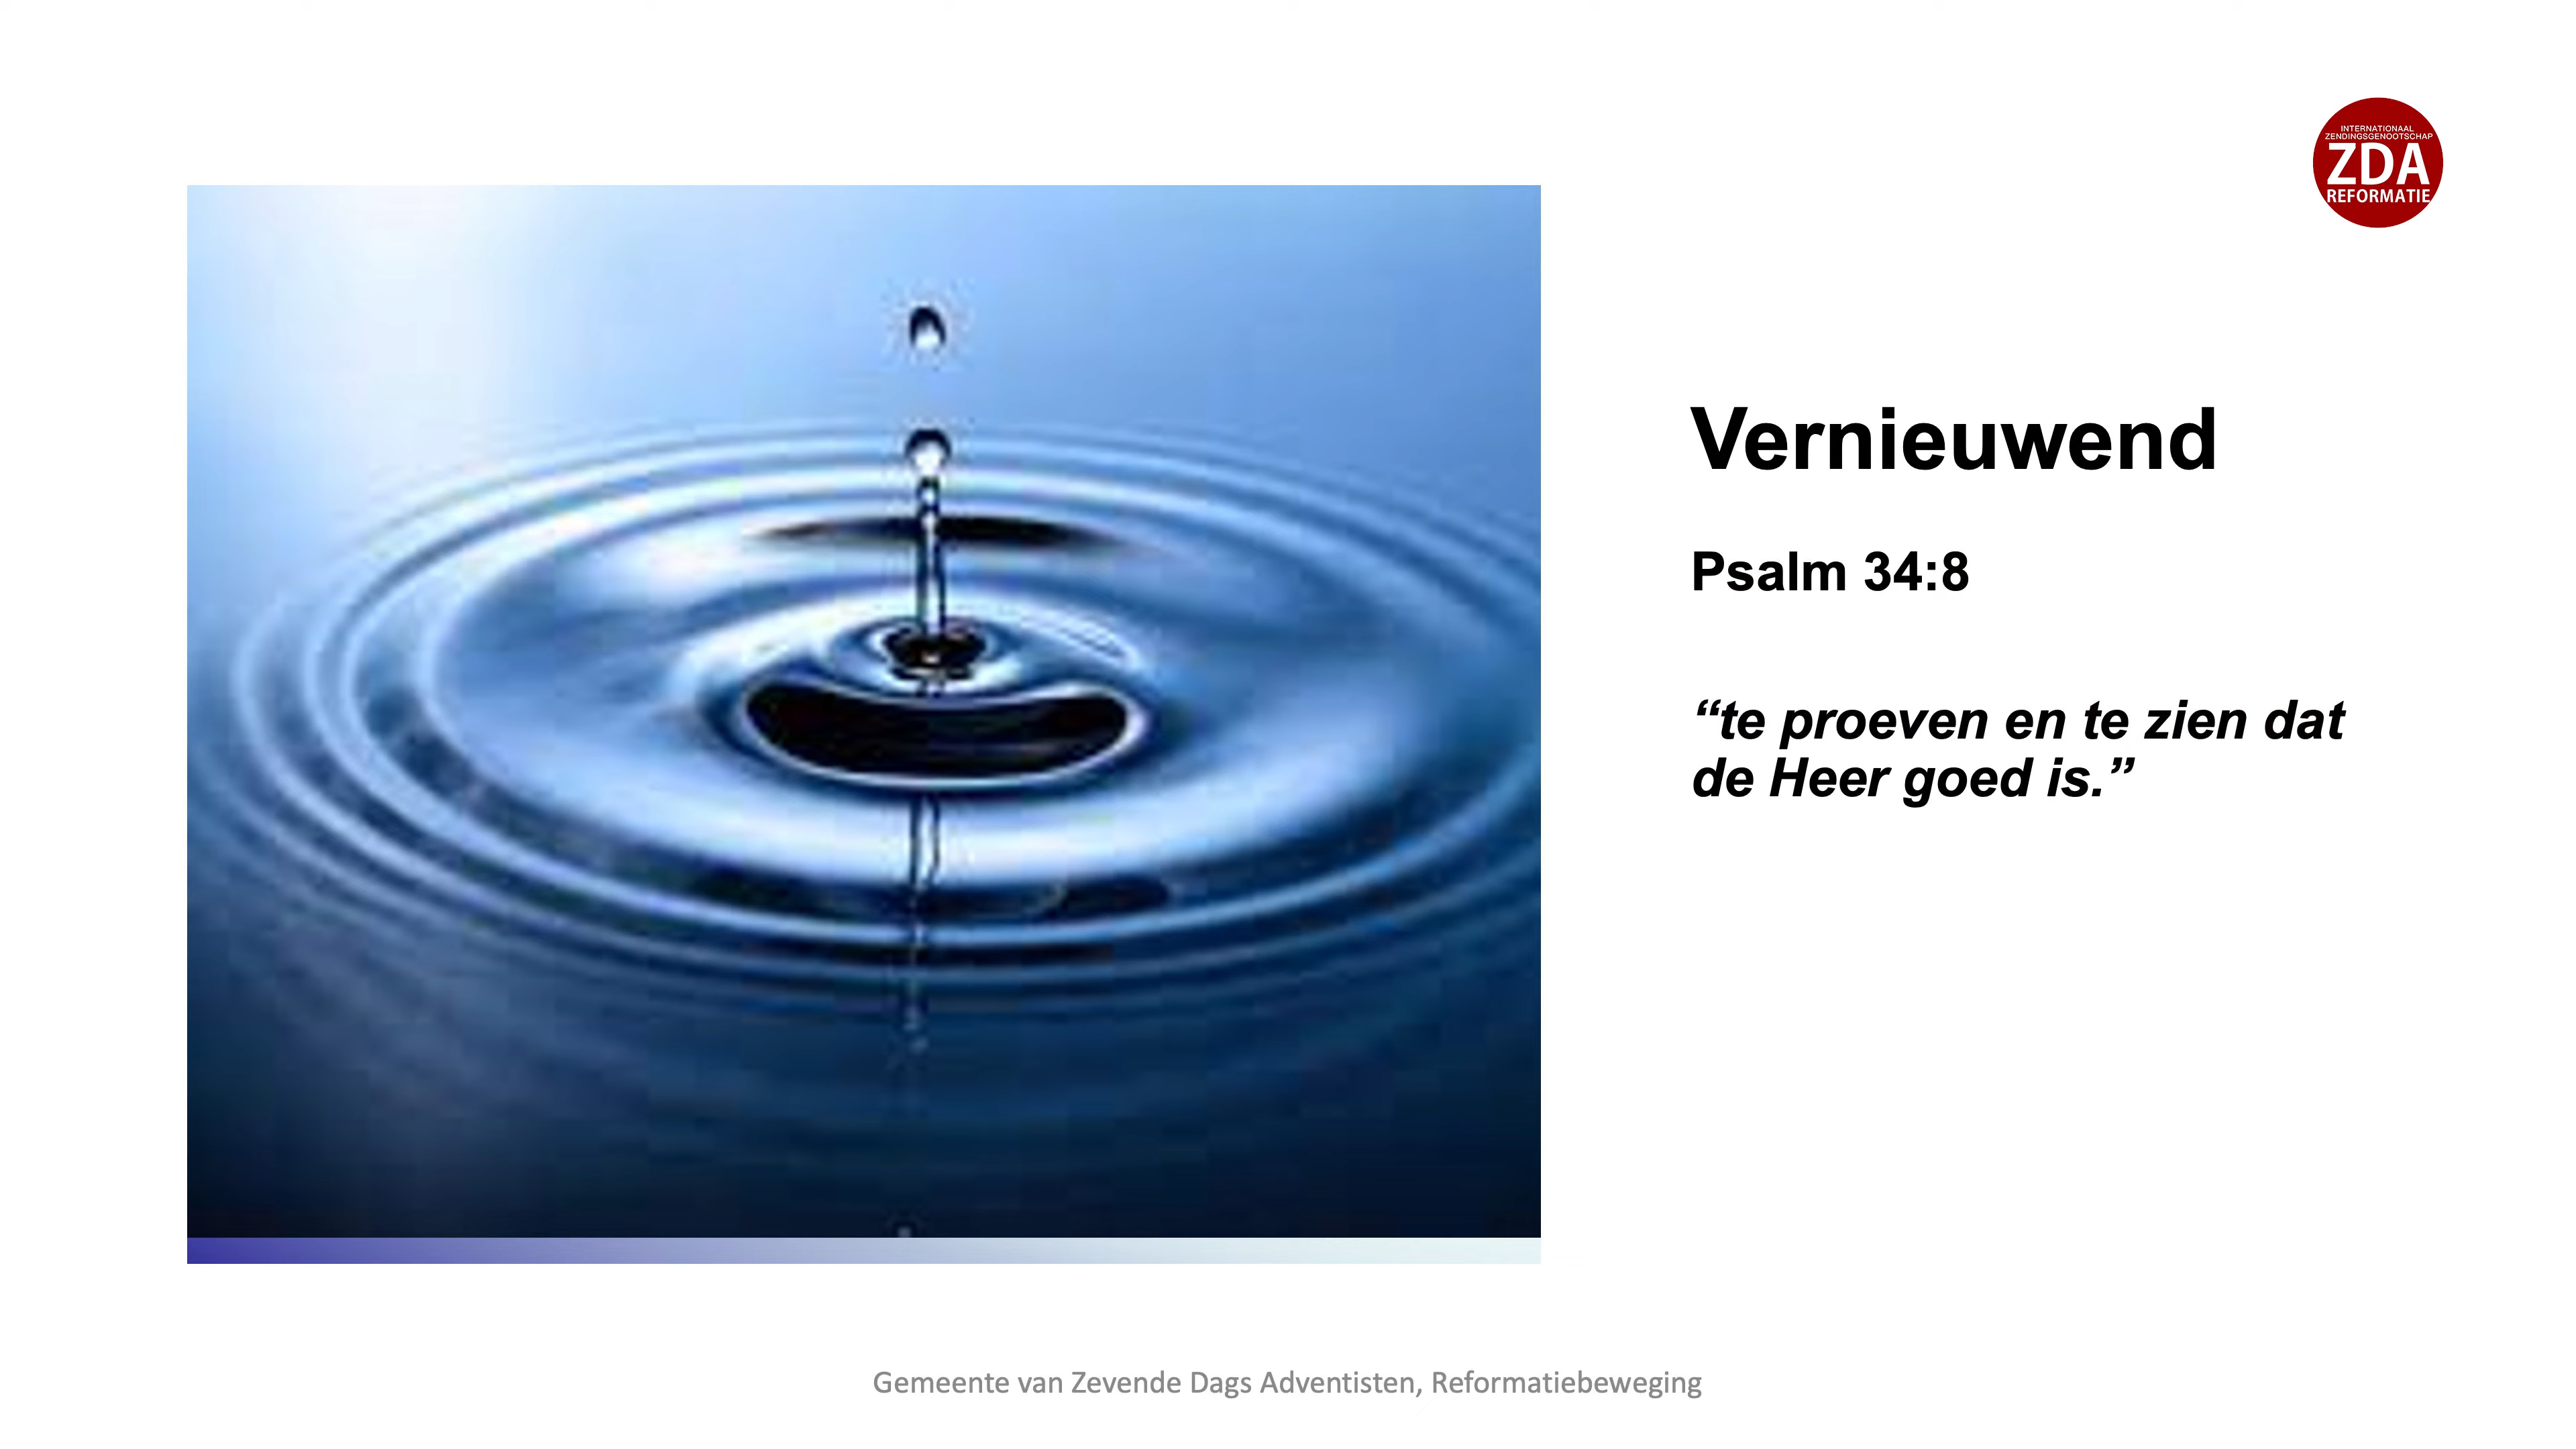 INTERNATIONAAL
ZENDINGSGENOOTSCHAP
ZDA
REFORMATIE
Vernieuwend
Psalm 34:8
“te proeven en te zien dat
de Heer goed is.”
Gemeente van Zevende Dags Adventisten, Reformatiebeweging